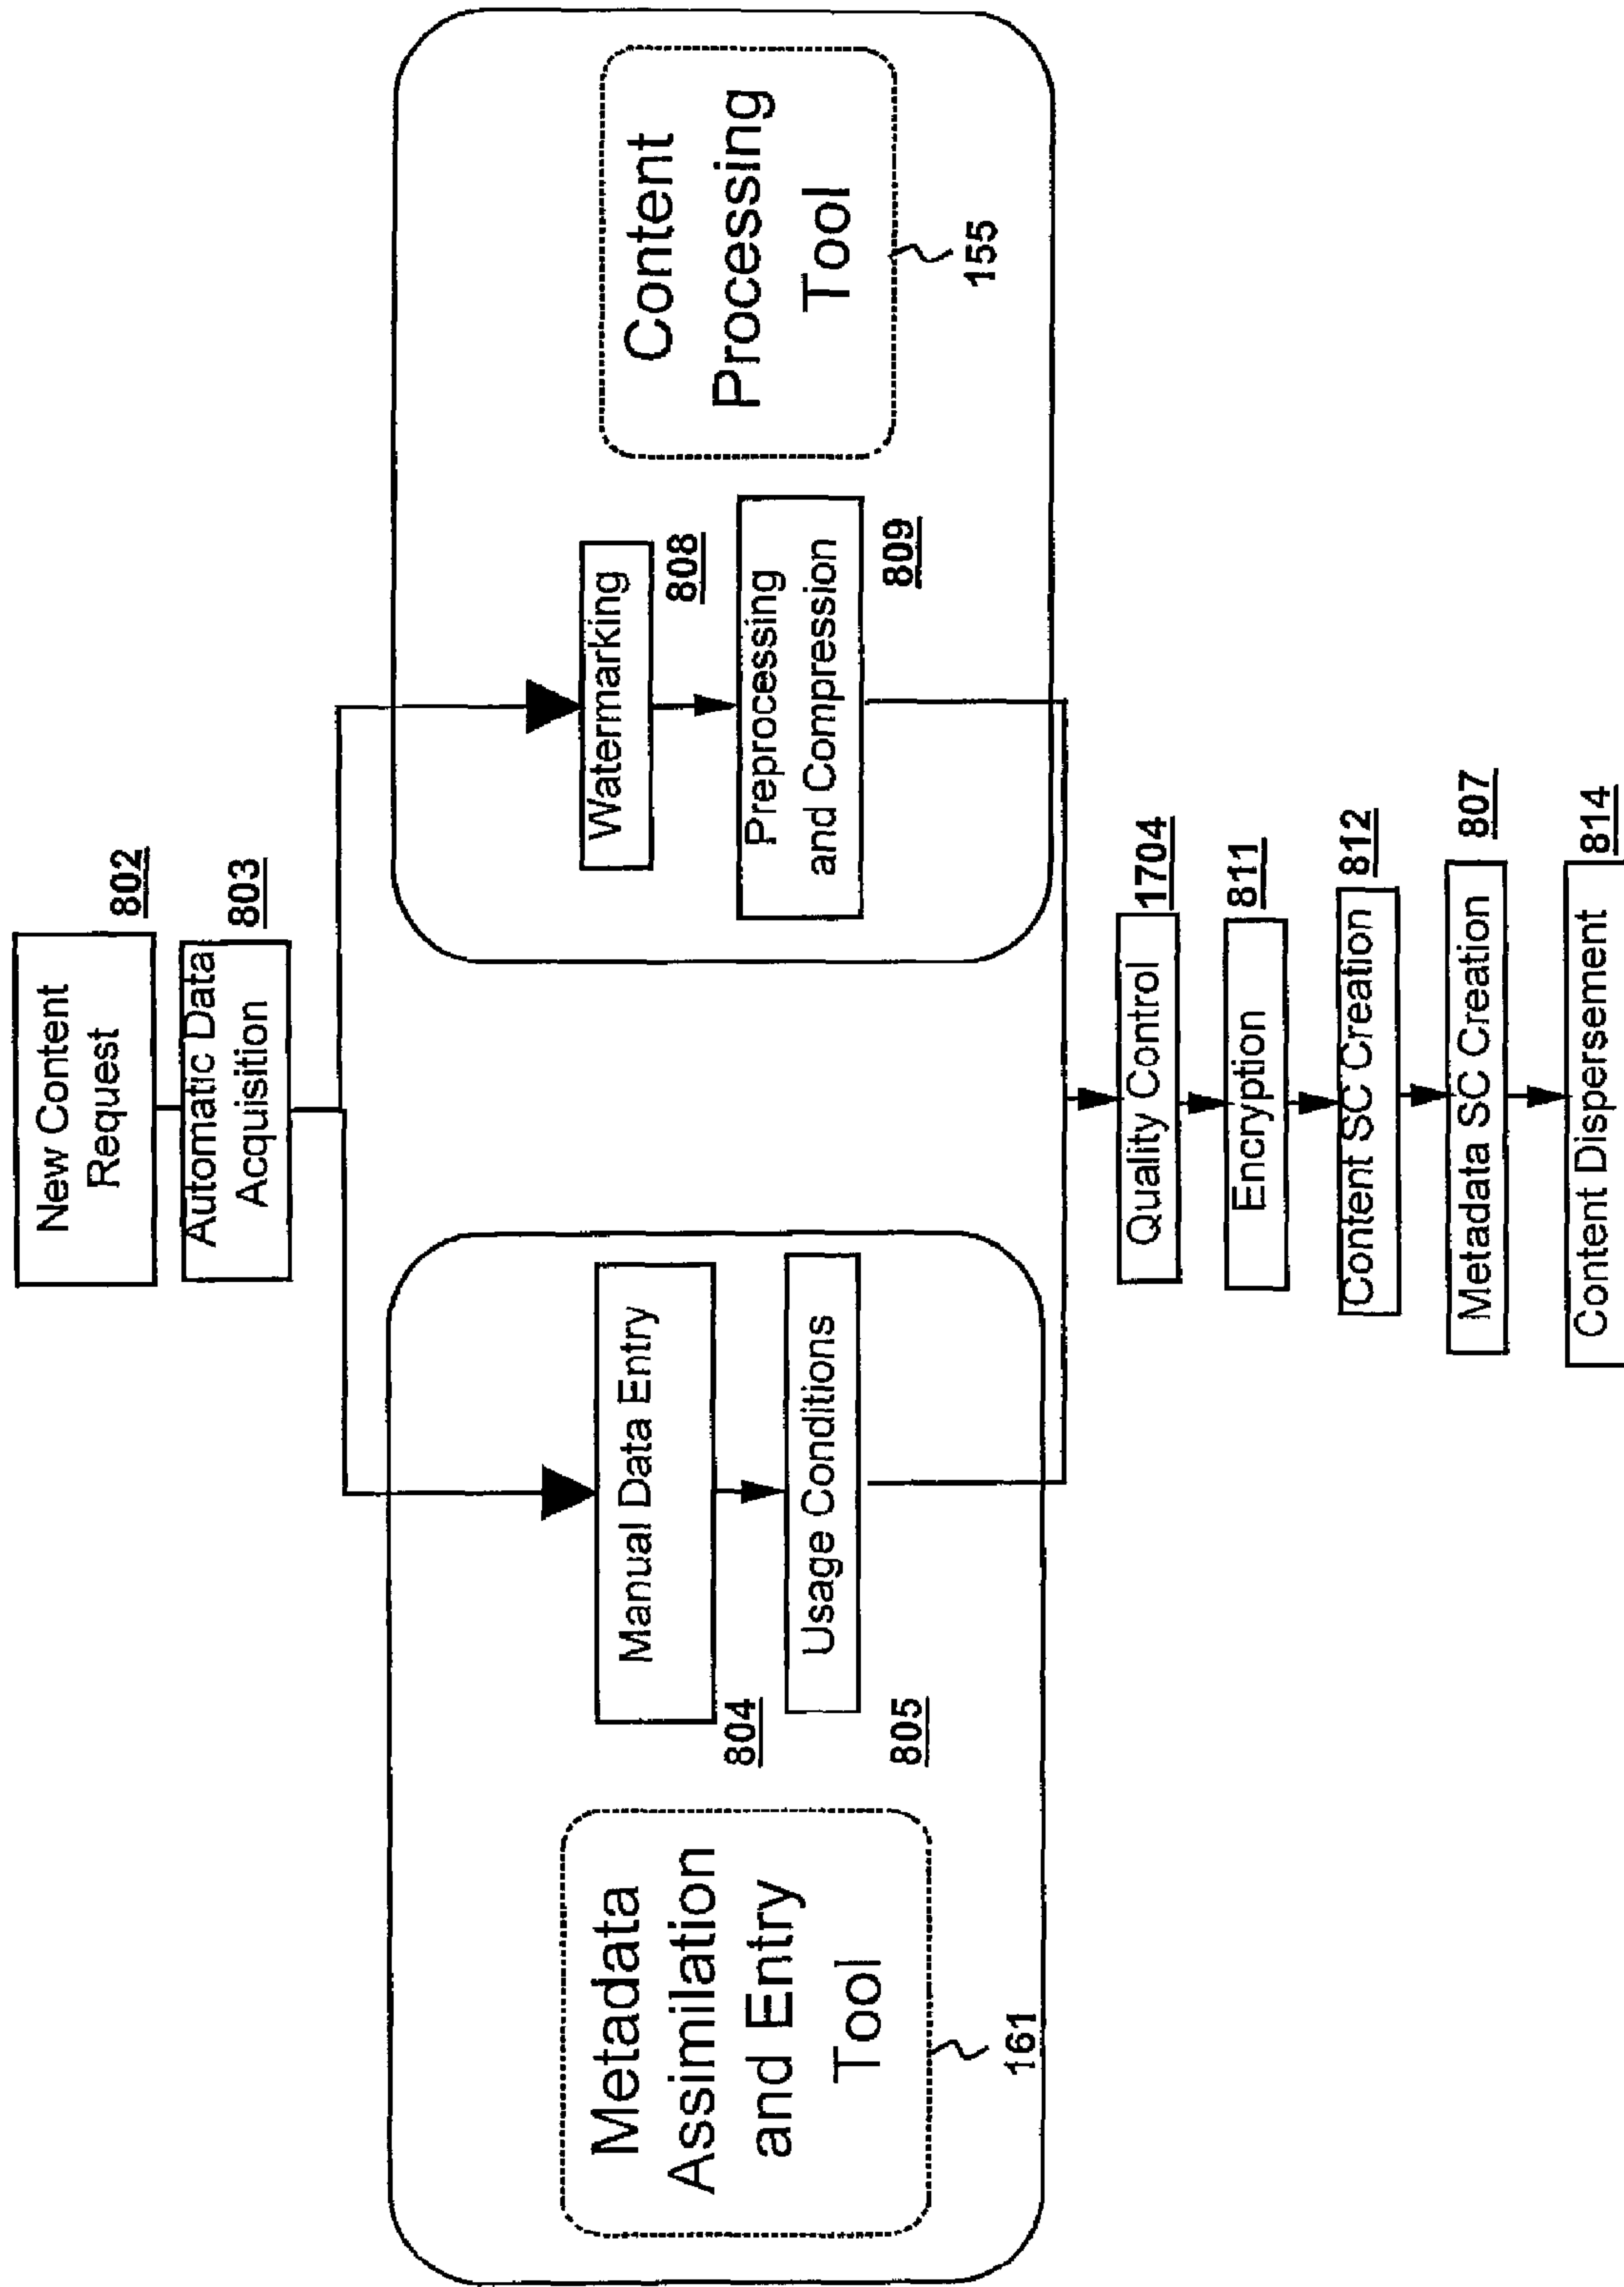 New Content
Request
802
Automatic Data
Acquisition
803
Metadata
Assimilation
and Entry
Tool
161
Manual Data Entry
804
Usage Conditions
805
Watermarking
808
Preprocessing
and Compression
809
Content
Processing
Tool
155
Quality Control
1704
Encryption
811
Content SC Creation
812
Metadata SC Creation
807
Content Dispersement
814